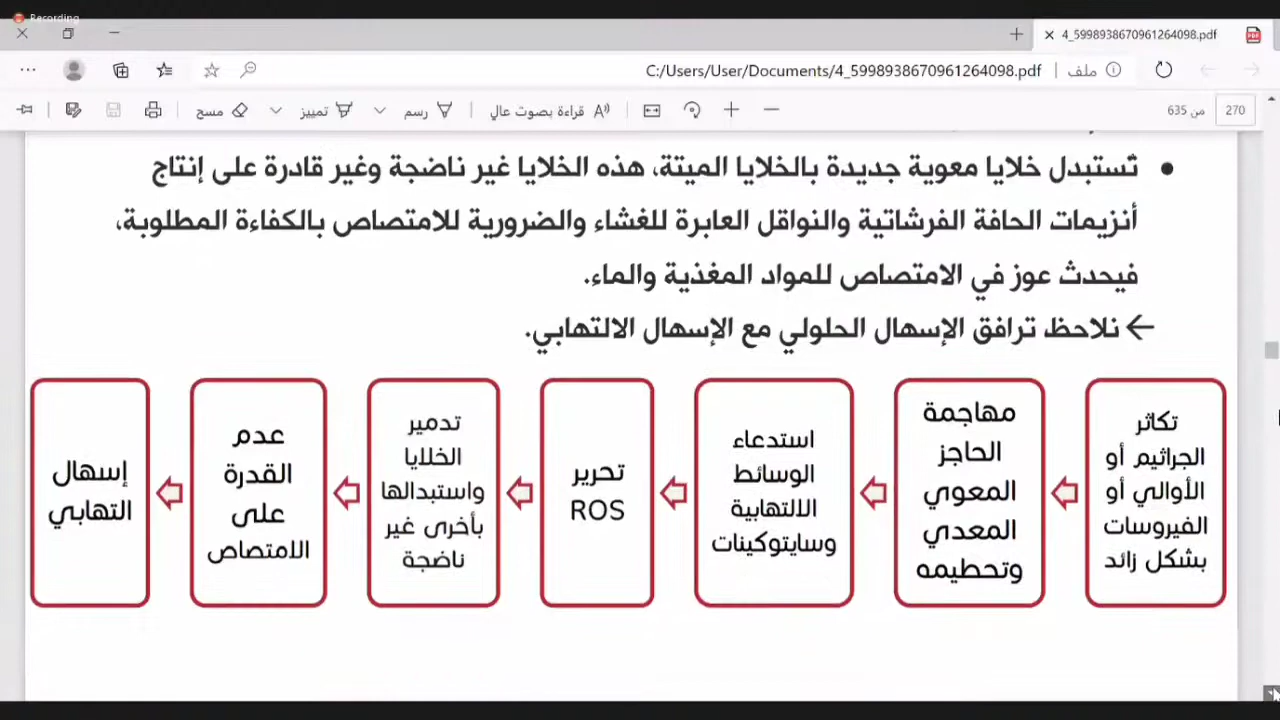 Recording
4_5998938670961264098.pdf
C:/Users/User/Documents/4_5998938670961264098.pdf
ملف
270
من 635
قراءة بصوت عالٍ
رسم
تمييز
مسح
تُستبدل خلايا معوية جديدة بالخلايا الميتة، هذه الخلايا غير ناضجة وغير قادرة على إنتاج
أنزيمات الحافة الفرشاتية والنواقل العابرة للغشاء والضرورية للامتصاص بالكفاءة المطلوبة،
فيحدث عوز في الامتصاص للمواد المغذية والماء.
نلاحظ ترافق الإسهال الحلولي مع الإسهال الالتهابي.
تكاثر
الجراثيم أو
الأوالي أو
الفيروسات
بشكل زائد
مهاجمة
الحاجز
المعوي
المعدي
وتحطيمه
استدعاء
الوسائط
الالتهابية
وسايتوكينات
تحرير
ROS
تدمير
الخلايا
واستبدالها
بأخرى غير
ناضجة
عدم
القدرة
على
الامتصاص
إسهال
التهابي